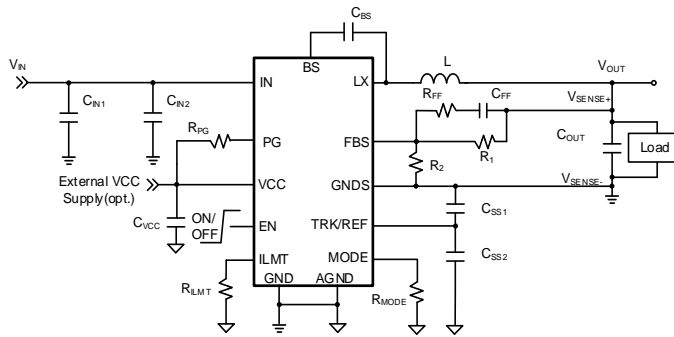 C_BS
BS
V_IN
IN
LX
L
V_OUT
C_IN1
C_IN2
R_FF
C_FF
V_SENSE+
R_PG
PG
FBS
R_1
C_OUT
Load
R_2
External VCC
Supply(opt.)
VCC
GNDS
V_SENSE-
C_VCC
ON/
OFF
EN
TRK/REF
C_SS1
ILMT
MODE
C_SS2
R_ILMT
GND
AGND
R_MODE